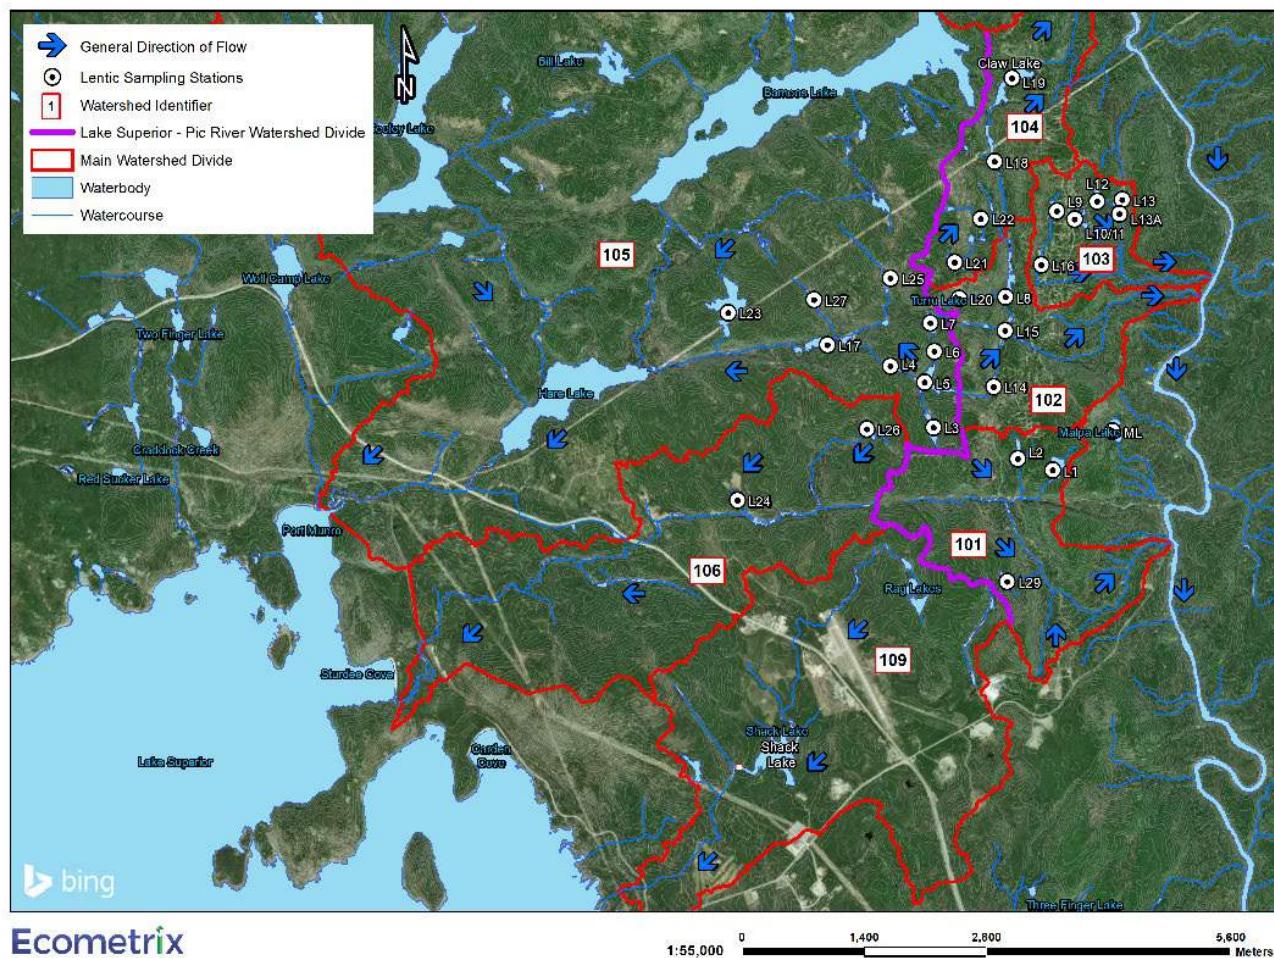 General Direction of Flow
Lentic Sampling Stations
1 Watershed Identifier
Lake Superior - Pic River Watershed Divide
Main Watershed Divide
Waterbody
Watercourse
N
Bill Lake
Bamoos Lake
Claw Lake
L19
104
L18
L12
L9
L13
L13A
L10/11
L22
105
103
L16
L21
L25
Wolf Camp Lake
Turru Lake
L20
L8
L27
L23
Two Finger Lake
L7
L15
L17
L6
L4
L5
L14
Hare Lake
102
L26
L3
Malpa Lake
ML
Craddock Creek
L2
L1
Red Sucker Lake
L24
Port Munro
101
106
L29
Rag Lakes
109
Sturdee Cove
Shack Lake
Shack
Lake
Carden
Cove
Lake Superior
bing
Three Finger Lake
Ecometrix
1:55,000
0 1,400 2,800 5,600
Meters